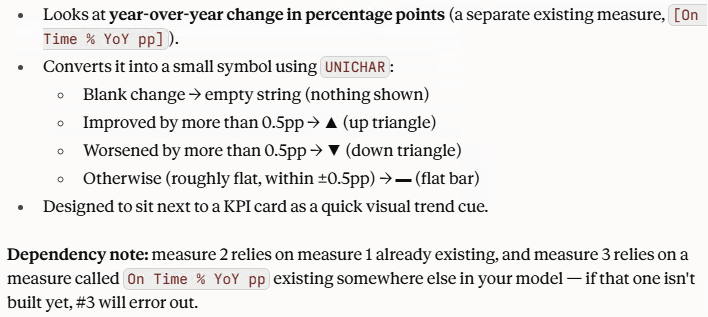 • Looks at year-over-year change in percentage points (a separate existing measure, [On
Time % YoY pp]).
• Converts it into a small symbol using UNICHAR:
◦ Blank change → empty string (nothing shown)
◦ Improved by more than 0.5pp → ▲ (up triangle)
◦ Worsened by more than 0.5pp → ▼ (down triangle)
◦ Otherwise (roughly flat, within ±0.5pp) → ▬ (flat bar)
• Designed to sit next to a KPI card as a quick visual trend cue.
Dependency note: measure 2 relies on measure 1 already existing, and measure 3 relies on a
measure called On Time % YoY pp existing somewhere else in your model — if that one isn't
built yet, #3 will error out.